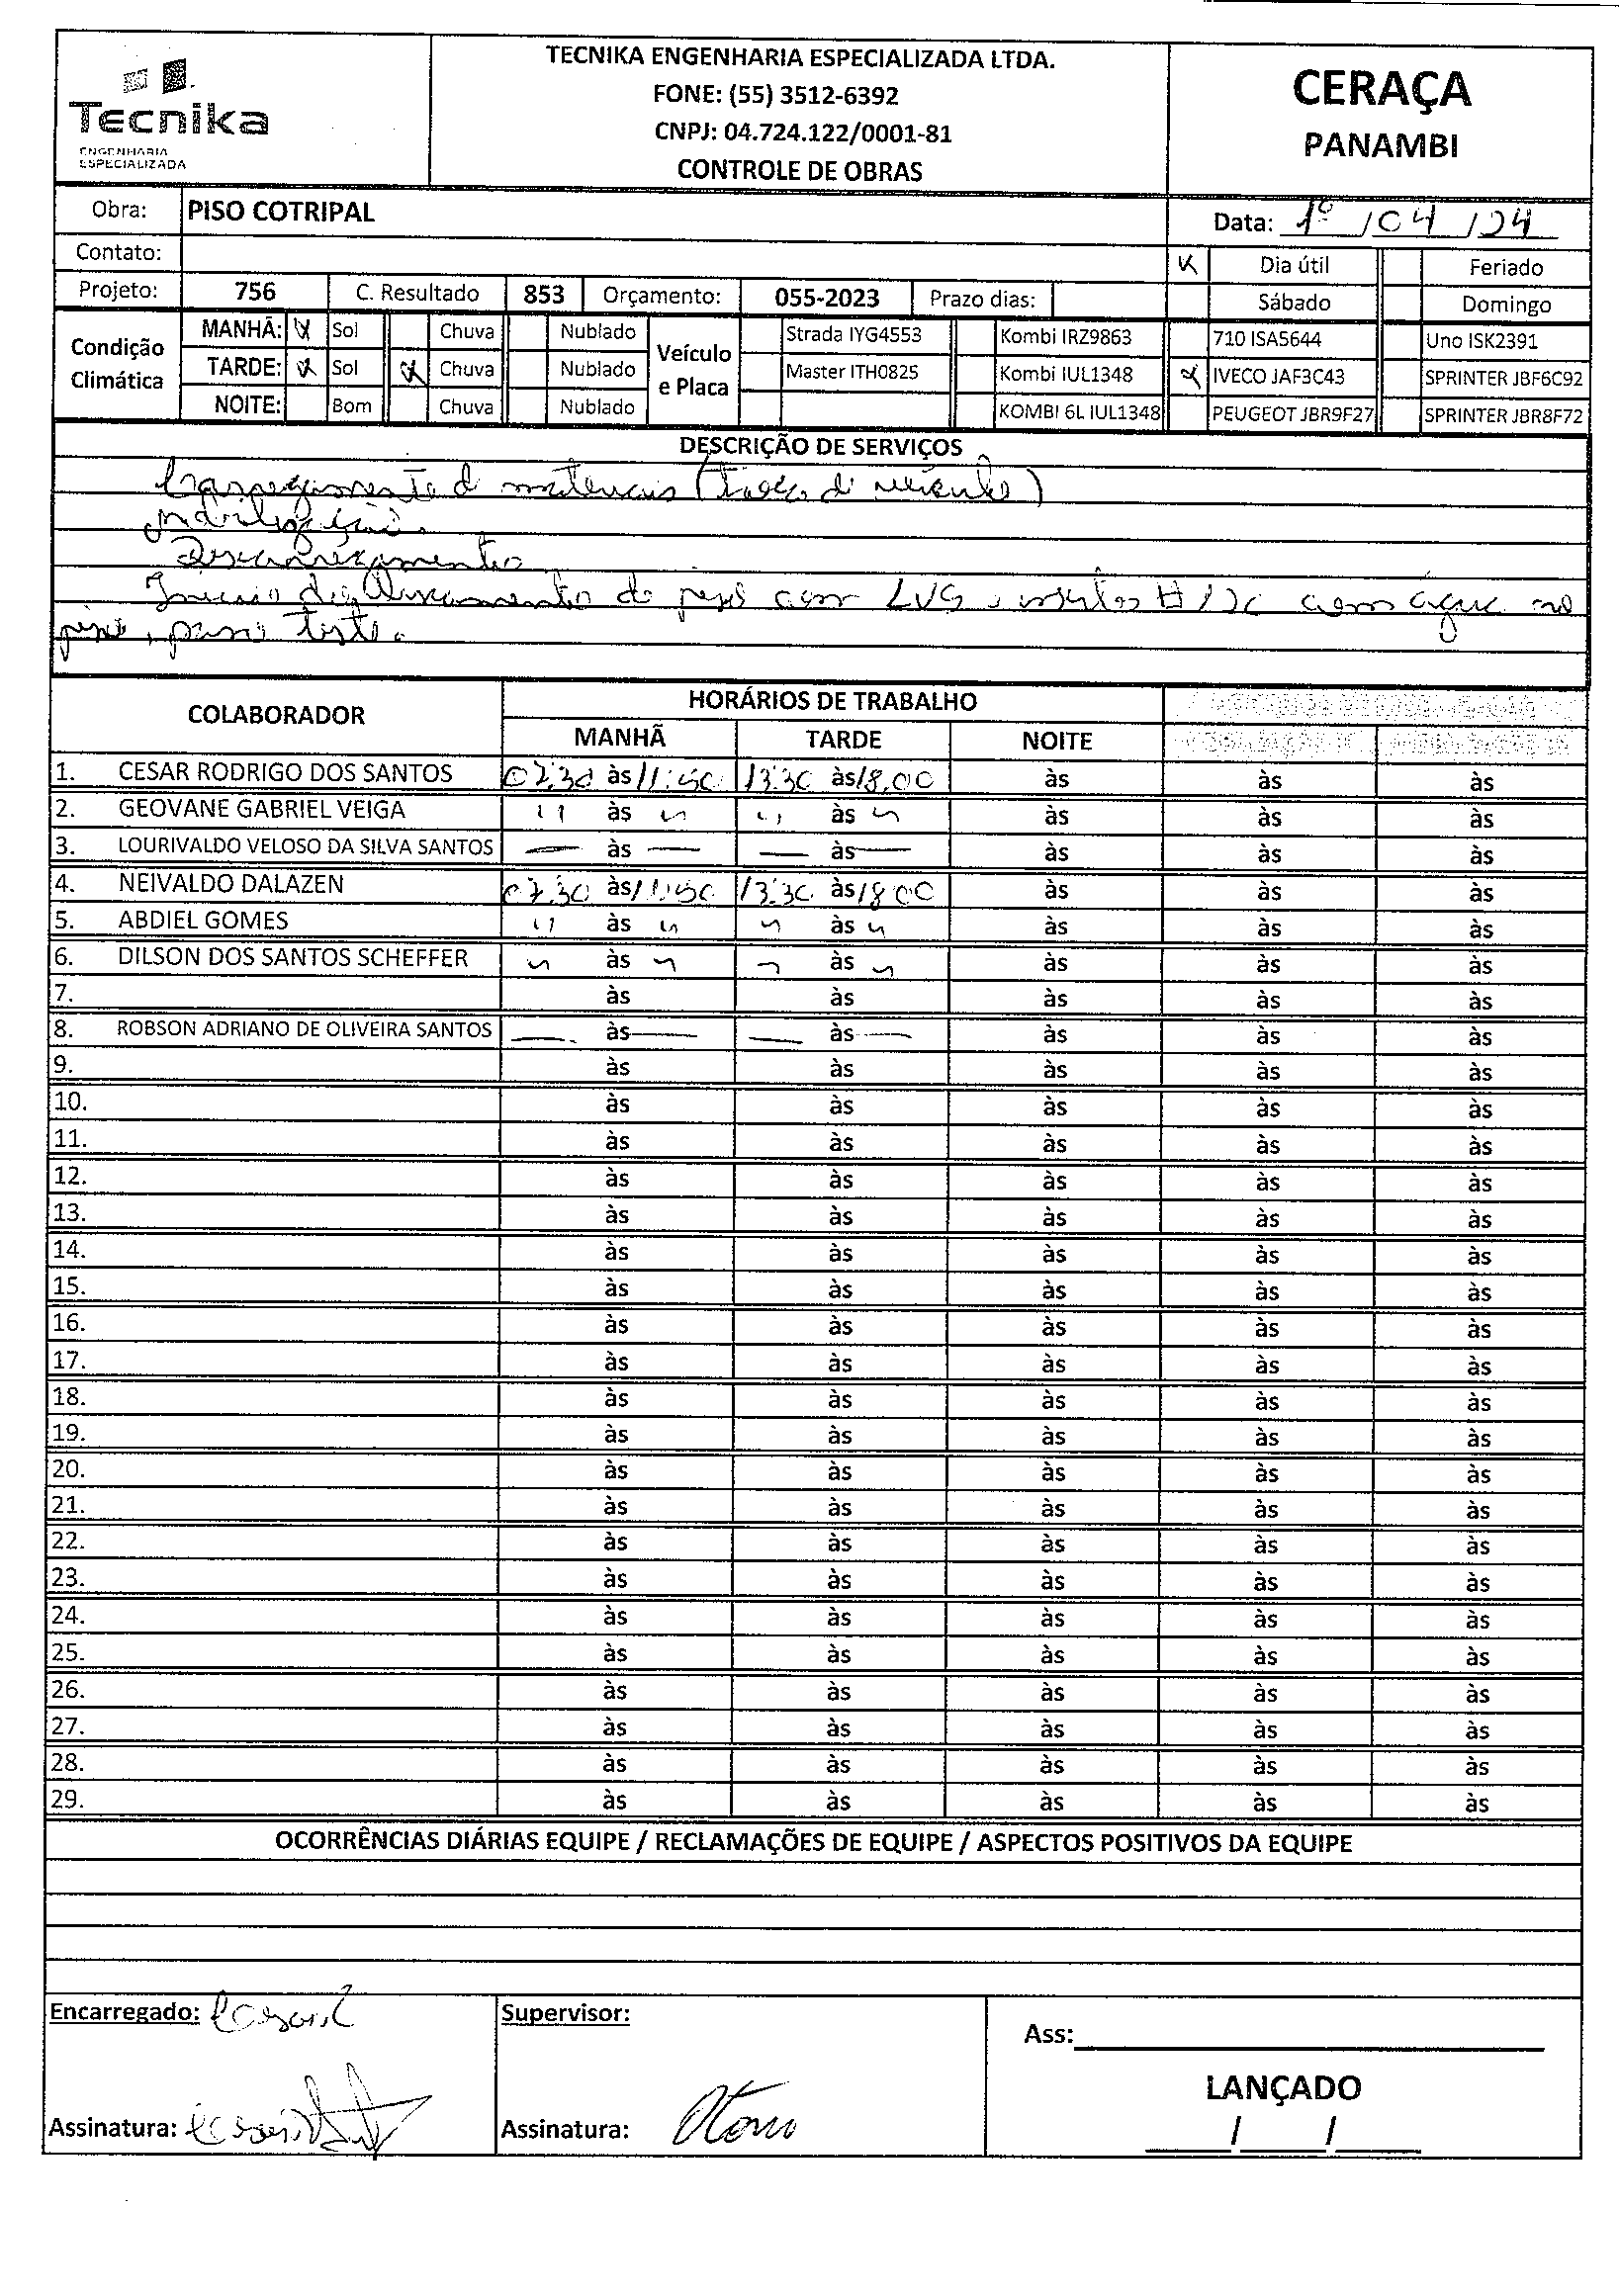 Tecnika
ENGENHARIA
ESPECIALIZADA
TECNIKA ENGENHARIA ESPECIALIZADA LTDA.
FONE: (55) 3512-6392
CNPJ: 04.724.122/0001-81
CONTROLE DE OBRAS
CERAÇA
PANAMBI
Obra: PISO COTRIPAL
Data: 1º /04 /24
Contato:
Dia útil Feriado
Projeto: 756 C. Resultado 853 Orçamento: 055-2023 Prazo dias:
Sábado Domingo
Condição Climática
MANHÃ: Sol Chuva Nublado
TARDE: Sol Chuva Nublado
NOITE: Bom Chuva Nublado
Veículo e Placa
Strada IYG4553 Kombi IRZ9863 710 ISA5644 Uno ISK2391
Master ITH0825 Kombi IUL1348 IVECO JAF3C43 SPRINTER JBF6C92
KOMBI 6L IUL1348 PEUGEOT JBR9F27 SPRINTER JBR8F72
DESCRIÇÃO DE SERVIÇOS
Carregamento de materiais (troca de veículo)
Mobilização.
Descarregamento
Início do do piso com LVG, insertos com água no
piso, para teste.
COLABORADOR HORÁRIOS DE TRABALHO
MANHÃ TARDE NOITE
1. CESAR RODRIGO DOS SANTOS 07:30 às 11:50 13:30 às 18:00 às às às
2. GEOVANE GABRIEL VEIGA " às " " às " às às às
3. LOURIVALDO VELOSO DA SILVA SANTOS — às — — às — às às às
4. NEIVALDO DALAZEN 07:30 às 11:50 13:30 às 18:00 às às às
5. ABDIEL GOMES " às " " às " às às às
6. DILSON DOS SANTOS SCHEFFER " às " " às " às às às
7. às às às às às
8. ROBSON ADRIANO DE OLIVEIRA SANTOS — às — — às — às às às
9. às às às às às
10. às às às às às
11. às às às às às
12. às às às às às
13. às às às às às
14. às às às às às
15. às às às às às
16. às às às às às
17. às às às às às
18. às às às às às
19. às às às às às
20. às às às às às
21. às às às às às
22. às às às às às
23. às às às às às
24. às às às às às
25. às às às às às
26. às às às às às
27. às às às às às
28. às às às às às
29. às às às às às
OCORRÊNCIAS DIÁRIAS EQUIPE / RECLAMAÇÕES DE EQUIPE / ASPECTOS POSITIVOS DA EQUIPE
Encarregado:
Supervisor:
Ass:
LANÇADO
Assinatura:
Assinatura:
/ /